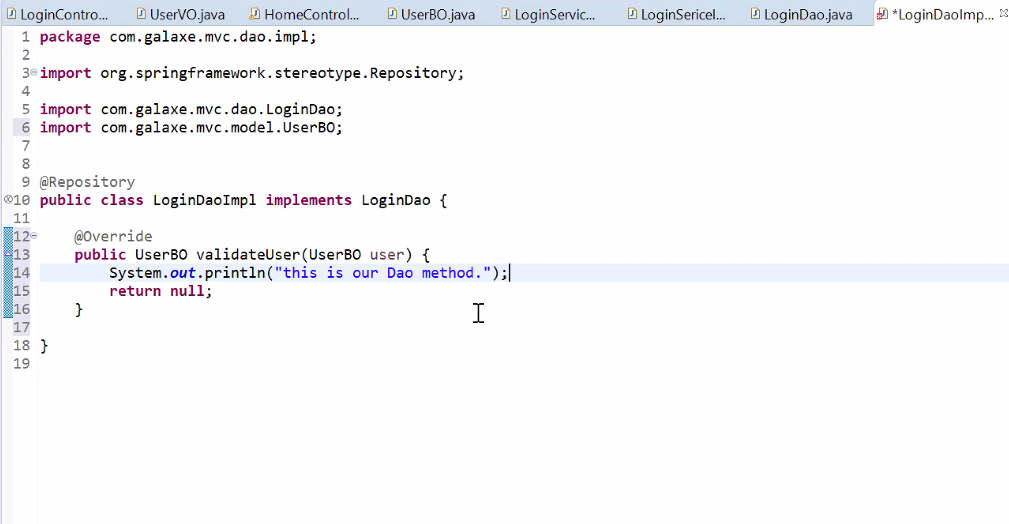 LoginContro... UserVO.java HomeControl... UserBO.java LoginServic... LoginSericeI... LoginDao.java *LoginDaoImp...
1 package com.galaxe.mvc.dao.impl;
2
3 import org.springframework.stereotype.Repository;
4
5 import com.galaxe.mvc.dao.LoginDao;
6 import com.galaxe.mvc.model.UserBO;
7
8
9 @Repository
10 public class LoginDaoImpl implements LoginDao {
11
12 @Override
13 public UserBO validateUser(UserBO user) {
14 System.out.println("this is our Dao method.");
15 return null;
16 }
17
18 }
19